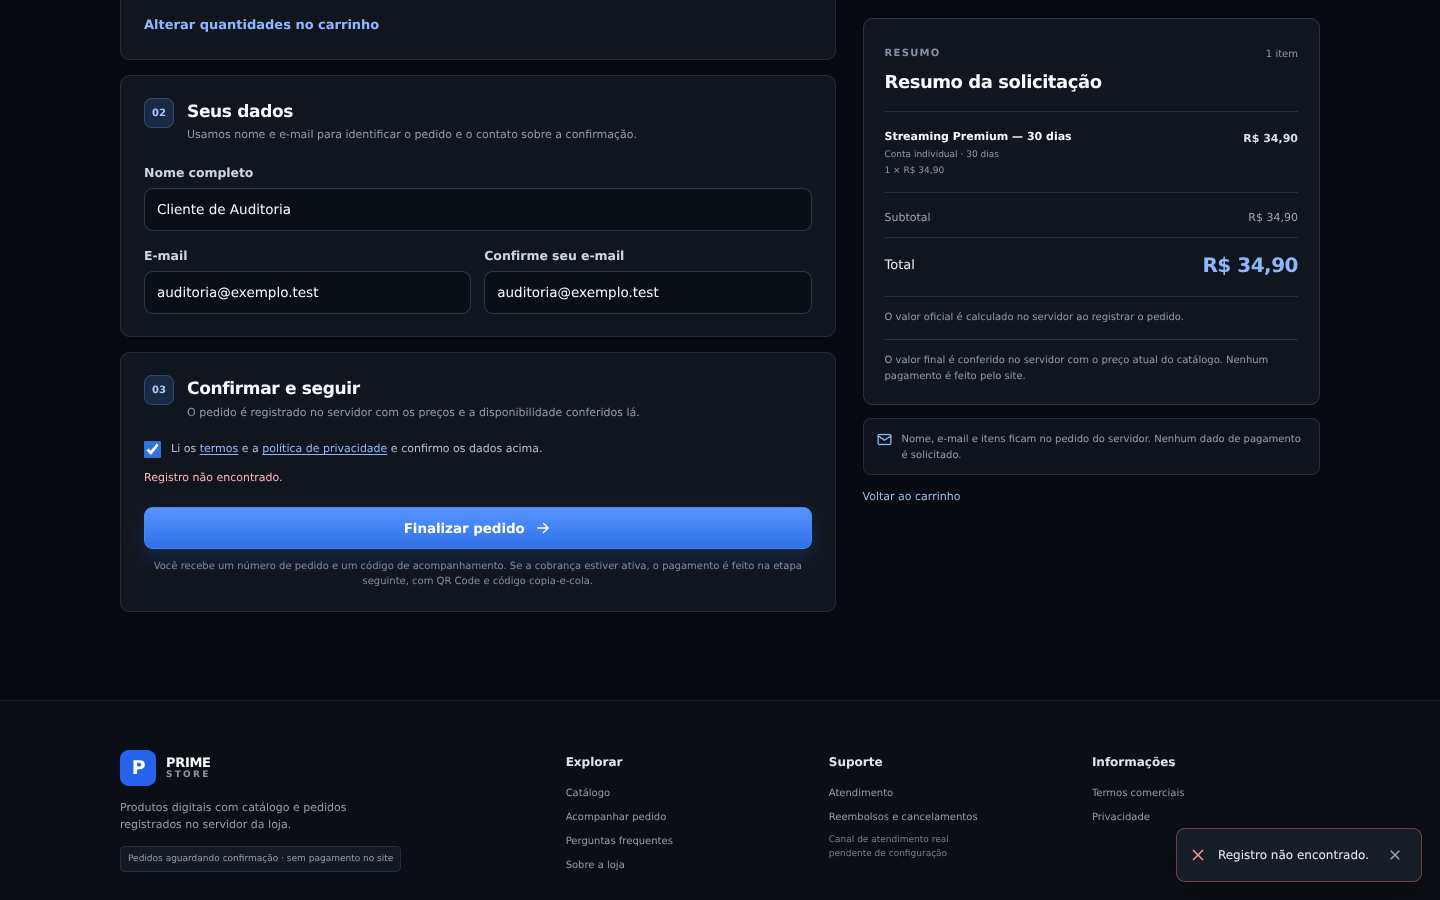 Alterar quantidades no carrinho
02
Seus dados
Usamos nome e e-mail para identificar o pedido e o contato sobre a confirmação.
Nome completo
Cliente de Auditoria
E-mail
Confirme seu e-mail
auditoria@exemplo.test
auditoria@exemplo.test
03
Confirmar e seguir
O pedido é registrado no servidor com os preços e a disponibilidade conferidos lá.
Li os termos e a política de privacidade e confirmo os dados acima.
Registro não encontrado.
Finalizar pedido →
Você recebe um número de pedido e um código de acompanhamento. Se a cobrança estiver ativa, o pagamento é feito na etapa
seguinte, com QR Code e código copia-e-cola.
RESUMO
1 item
Resumo da solicitação
Streaming Premium — 30 dias
R$ 34,90
Conta individual · 30 dias
1 × R$ 34,90
Subtotal
R$ 34,90
Total
R$ 34,90
O valor oficial é calculado no servidor ao registrar o pedido.
O valor final é conferido no servidor com o preço atual do catálogo. Nenhum
pagamento é feito pelo site.
Nome, e-mail e itens ficam no pedido do servidor. Nenhum dado de pagamento
é solicitado.
Voltar ao carrinho
P
PRIME
STORE
Produtos digitais com catálogo e pedidos
registrados no servidor da loja.
Pedidos aguardando confirmação · sem pagamento no site
Explorar
Catálogo
Acompanhar pedido
Perguntas frequentes
Sobre a loja
Suporte
Atendimento
Reembolsos e cancelamentos
Canal de atendimento real
pendente de configuração
Informações
Termos comerciais
Privacidade
Registro não encontrado.